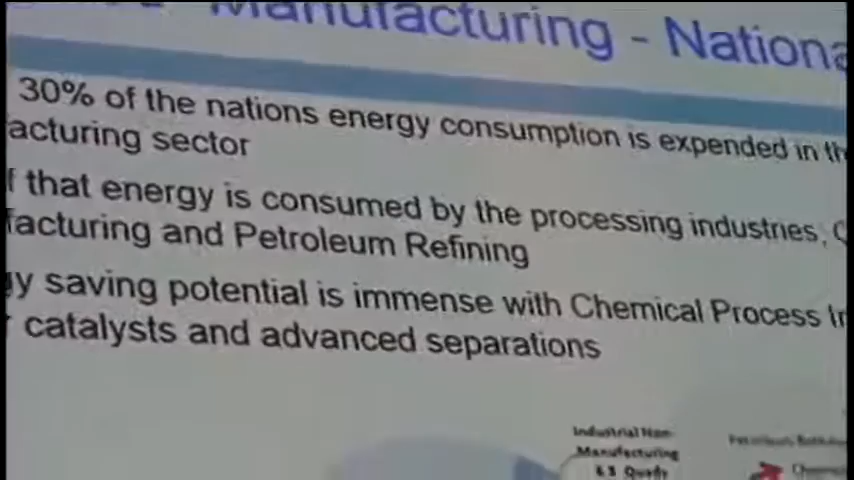 Manufacturing - Nationa
30% of the nations energy consumption is expended in th
acturing sector
f that energy is consumed by the processing industries, C
facturing and Petroleum Refining
gy saving potential is immense with Chemical Process In
r catalysts and advanced separations
Industrial Non-
Manufacturing